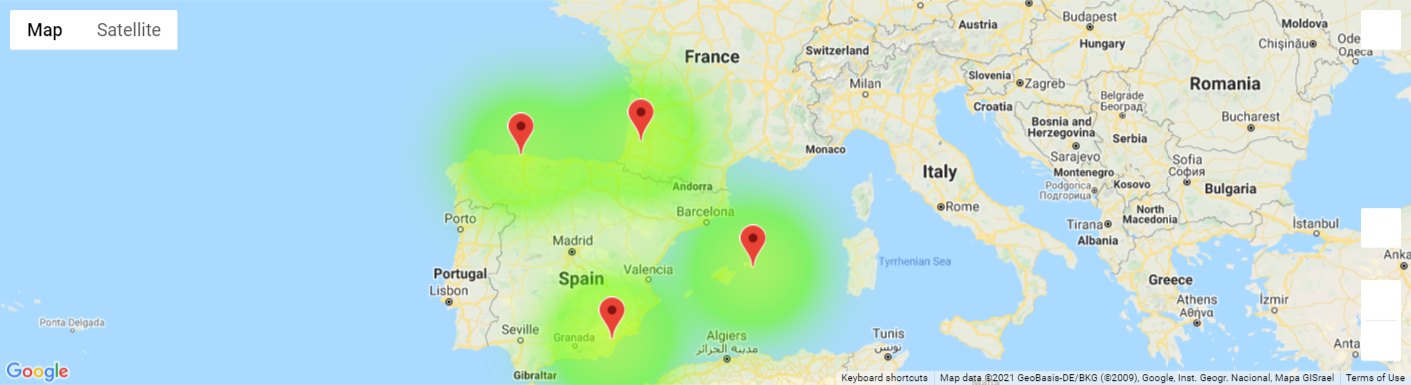 Map
Satellite
France
Switzerland
Austria
Budapest
Hungary
Moldova
Chișinău
Ode
Одеса
Slovenia
Zagreb
Milan
Croatia
Romania
Belgrade
Београд
Bosnia and
Herzegovina
Serbia
Bucharest
Monaco
Sarajevo
Italy
Montenegro
Sofia
София
Andorra
Podgorica
Подгорица
Kosovo
Bulgaria
Rome
Barcelona
Porto
North
Macedonia
Tirana
İstanbul
Albania
Madrid
Anka
Tyrrhenian Sea
Portugal
Spain
Valencia
Lisbon
Greece
Athens
Αθήνα
İzmir
Ponta Delgada
Seville
Granada
Algiers
مدينة الجزائر
Tunis
تونس
Anta
Gibraltar
Google
Keyboard shortcuts
Map data ©2021 GeoBasis-DE/BKG (©2009), Google, Inst. Geogr. Nacional, Mapa GISrael
Terms of Use